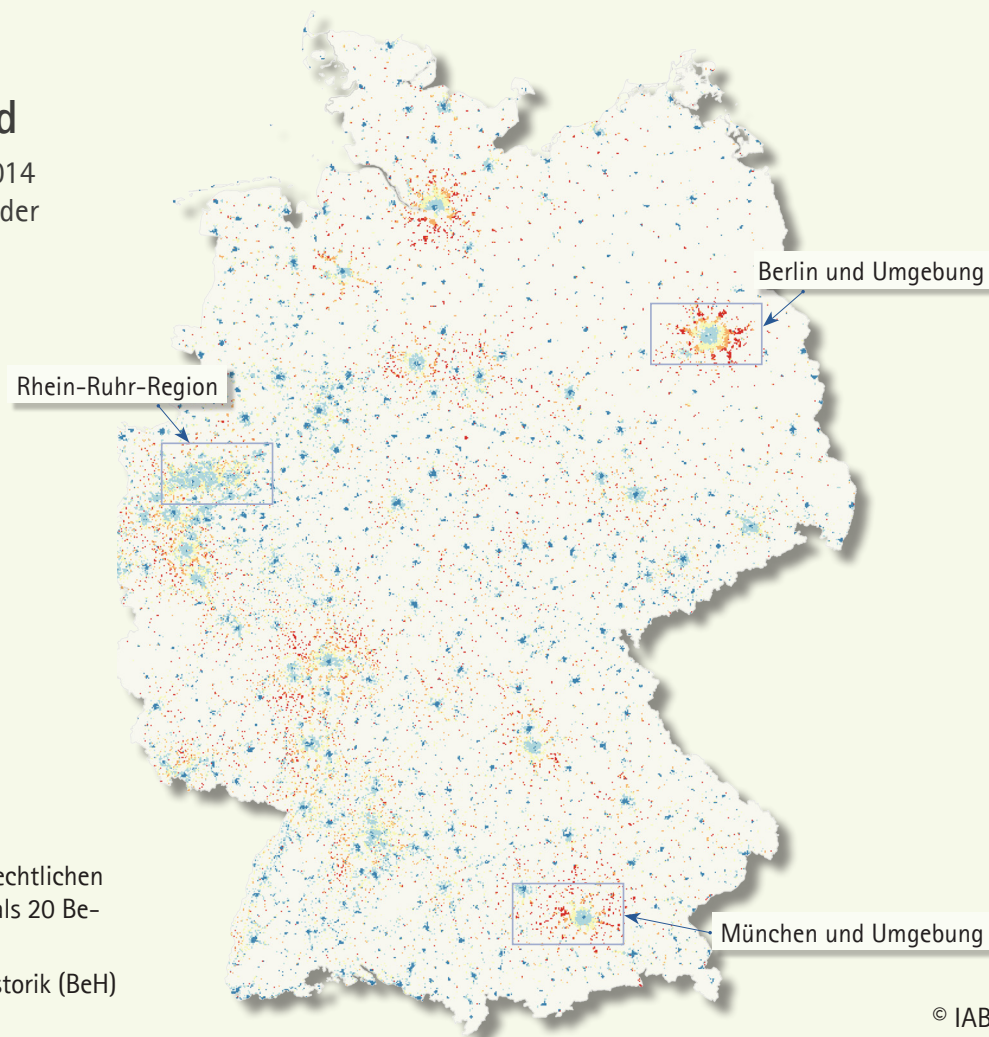 d
014
der
Berlin und Umgebung
Rhein-Ruhr-Region
echtlichen
als 20 Be-
München und Umgebung
storik (BeH)
© IAB